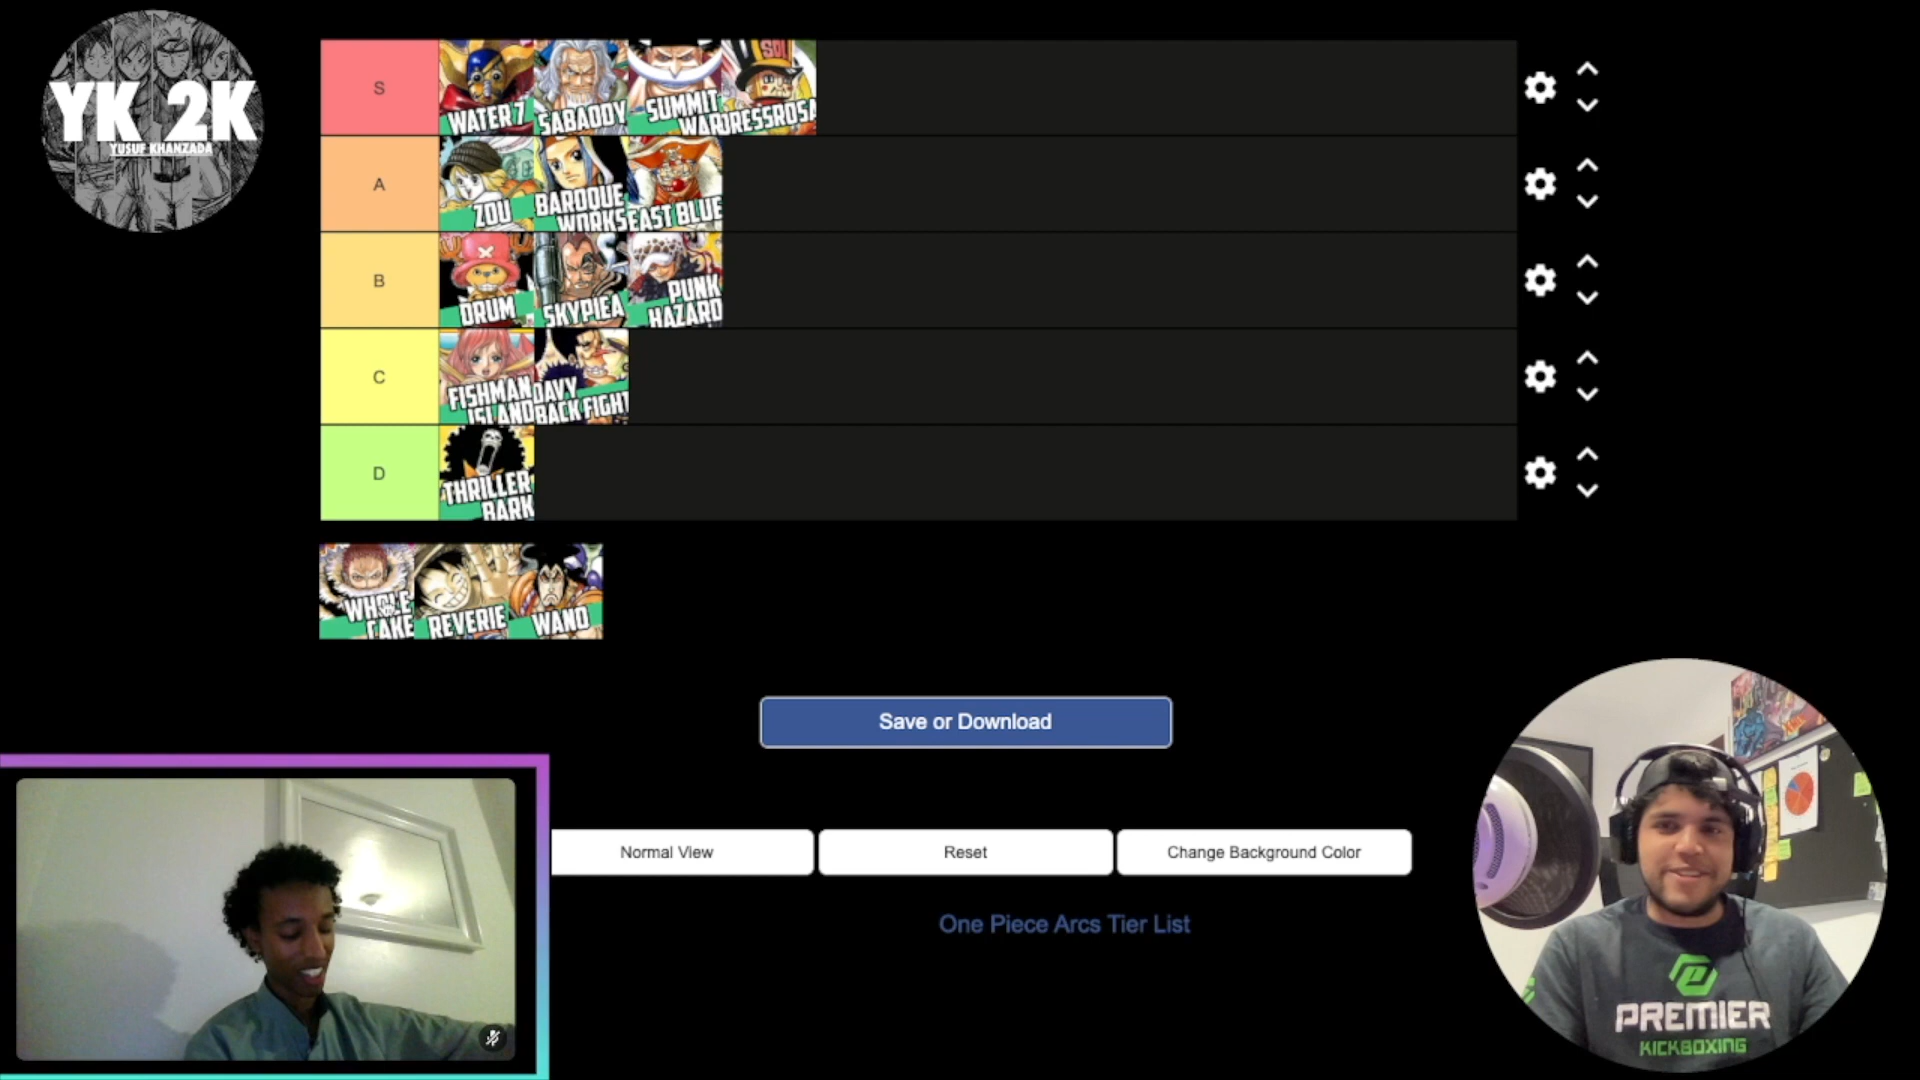 YK 2K
YUSUF KHANZADA
S
WATER 7
SABAODY
SUMMIT
WAR
SOL
DRESSROSA
A
ZOU
BAROQUE
WORKS
EAST BLUE
B
DRUM
SKYPIEA
PUNK
HAZARD
C
FISHMAN
ISLAND
DAVY
BACK FIGHT
D
THRILLER
BARK
WHOLE
CAKE
REVERIE
WANO
Save or Download
Normal View
Reset
Change Background Color
One Piece Arcs Tier List
PREMIER
KICKBOXING